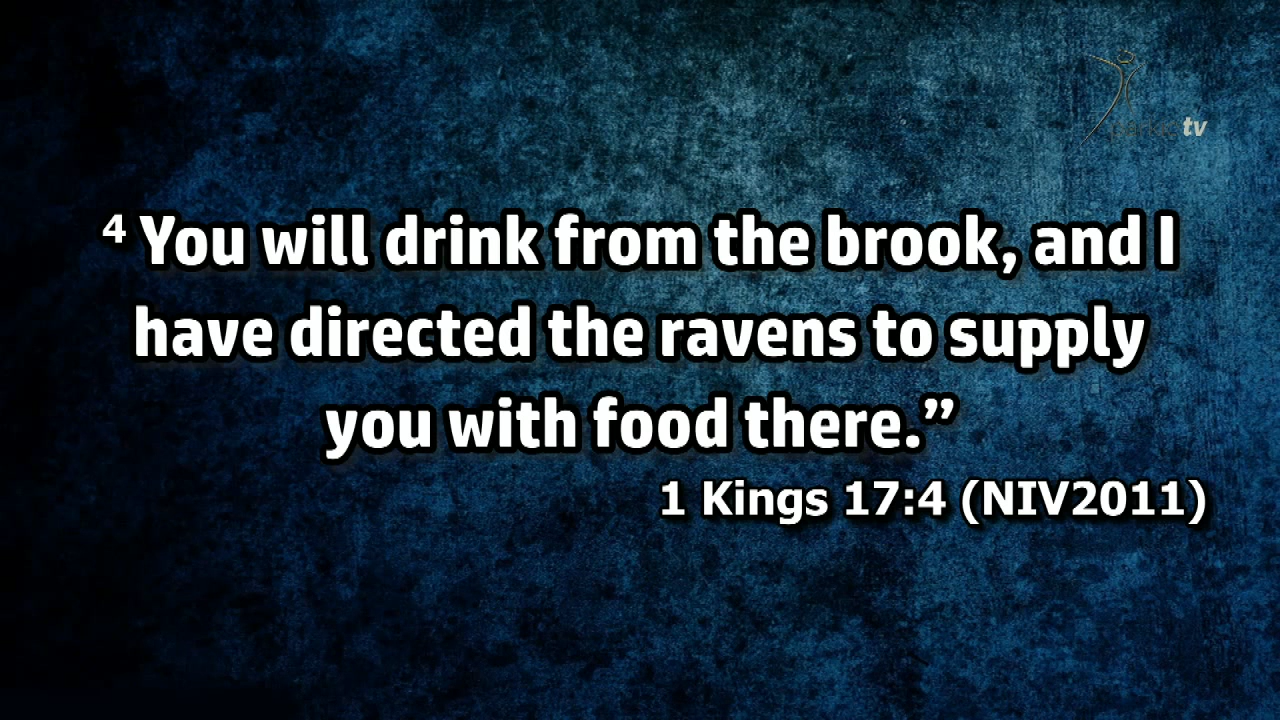 tv
⁴ You will drink from the brook, and I
have directed the ravens to supply
you with food there.”
1 Kings 17:4 (NIV2011)